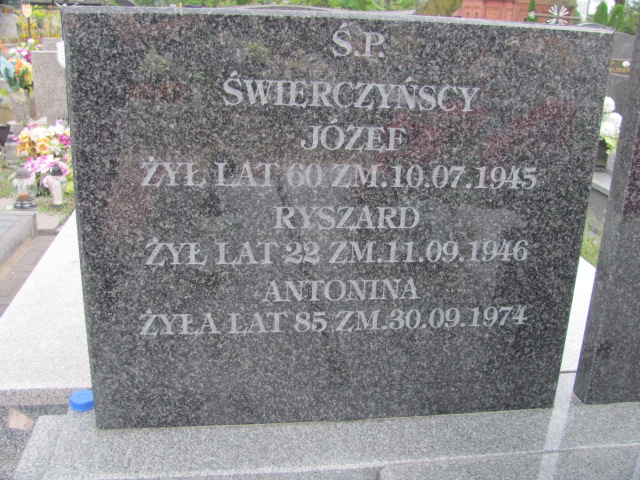 Ś.P.
ŚWIERCZYŃSCY
JÓZEF
ŻYŁ LAT 60 ZM.10.07.1945
RYSZARD
ŻYŁ LAT 22 ZM.11.09.1946
ANTONINA
ŻYŁA LAT 85 ZM.30.09.1974